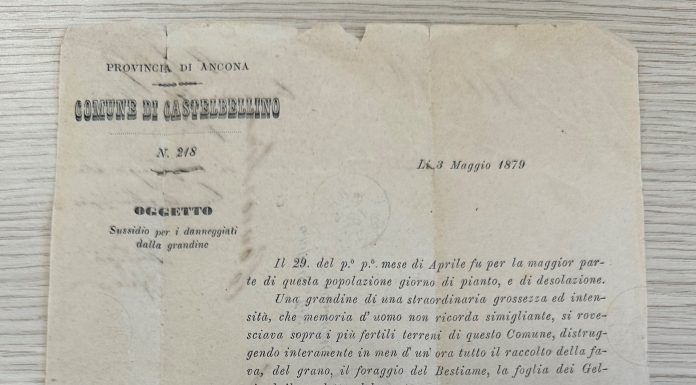 PROVINCIA DI ANCONA
COMUNE DI CASTELBELLINO
N. 218
Lì 3 Maggio 1879
OGGETTO
Sussidio per i danneggiati
dalla grandine
Il 29. del p.º p.º mese di Aprile fu per la maggior par-
te di questa popolazione giorno di pianto, e di desolazione.
Una grandine di una straordinaria grossezza ed inten-
sità, che memoria d'uomo non ricorda simigliante, si rove-
sciava sopra i più fertili terreni di questo Comune, distrug-
gendo interamente in men d'un'ora tutto il raccolto della fa-
va, del grano, il foraggio del Bestiame, la foglia dei Gel-